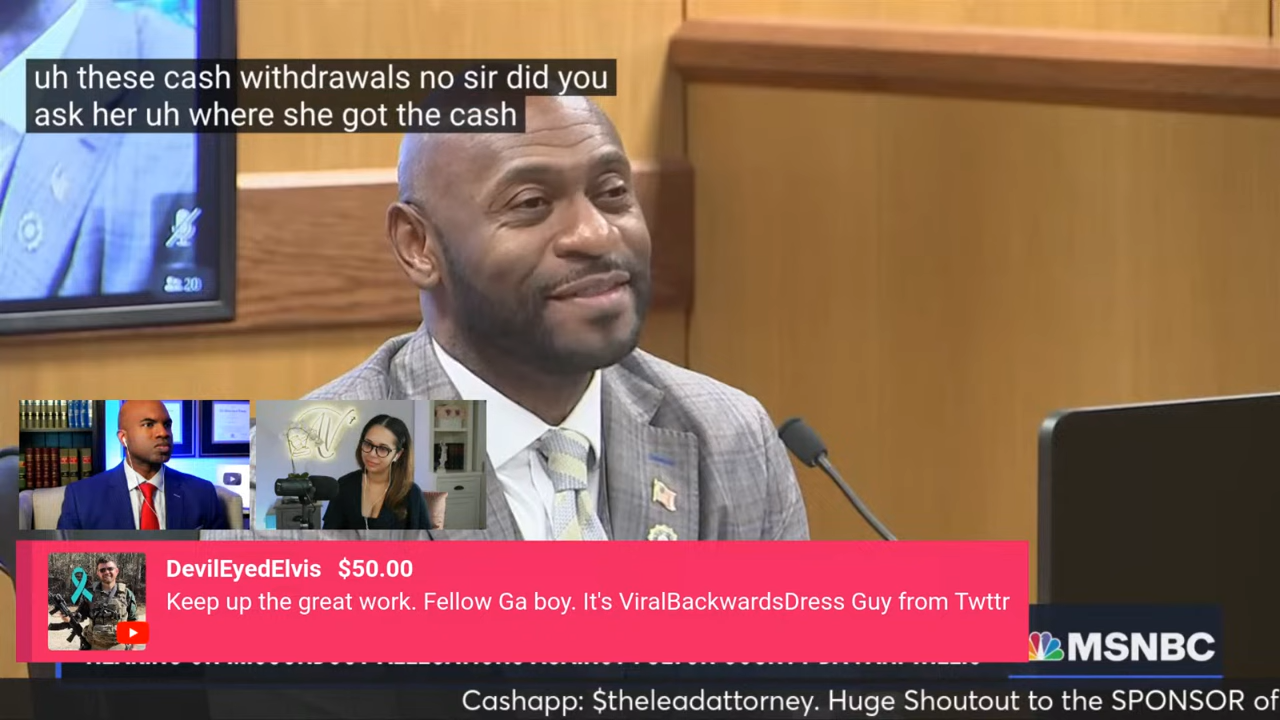 uh these cash withdrawals no sir did you
ask her uh where she got the cash
20
DevilEyedElvis $50.00
Keep up the great work. Fellow Ga boy. It's ViralBackwardsDress Guy from Twttr
MSNBC
Cashapp: $theleadattorney. Huge Shoutout to the SPONSOR of